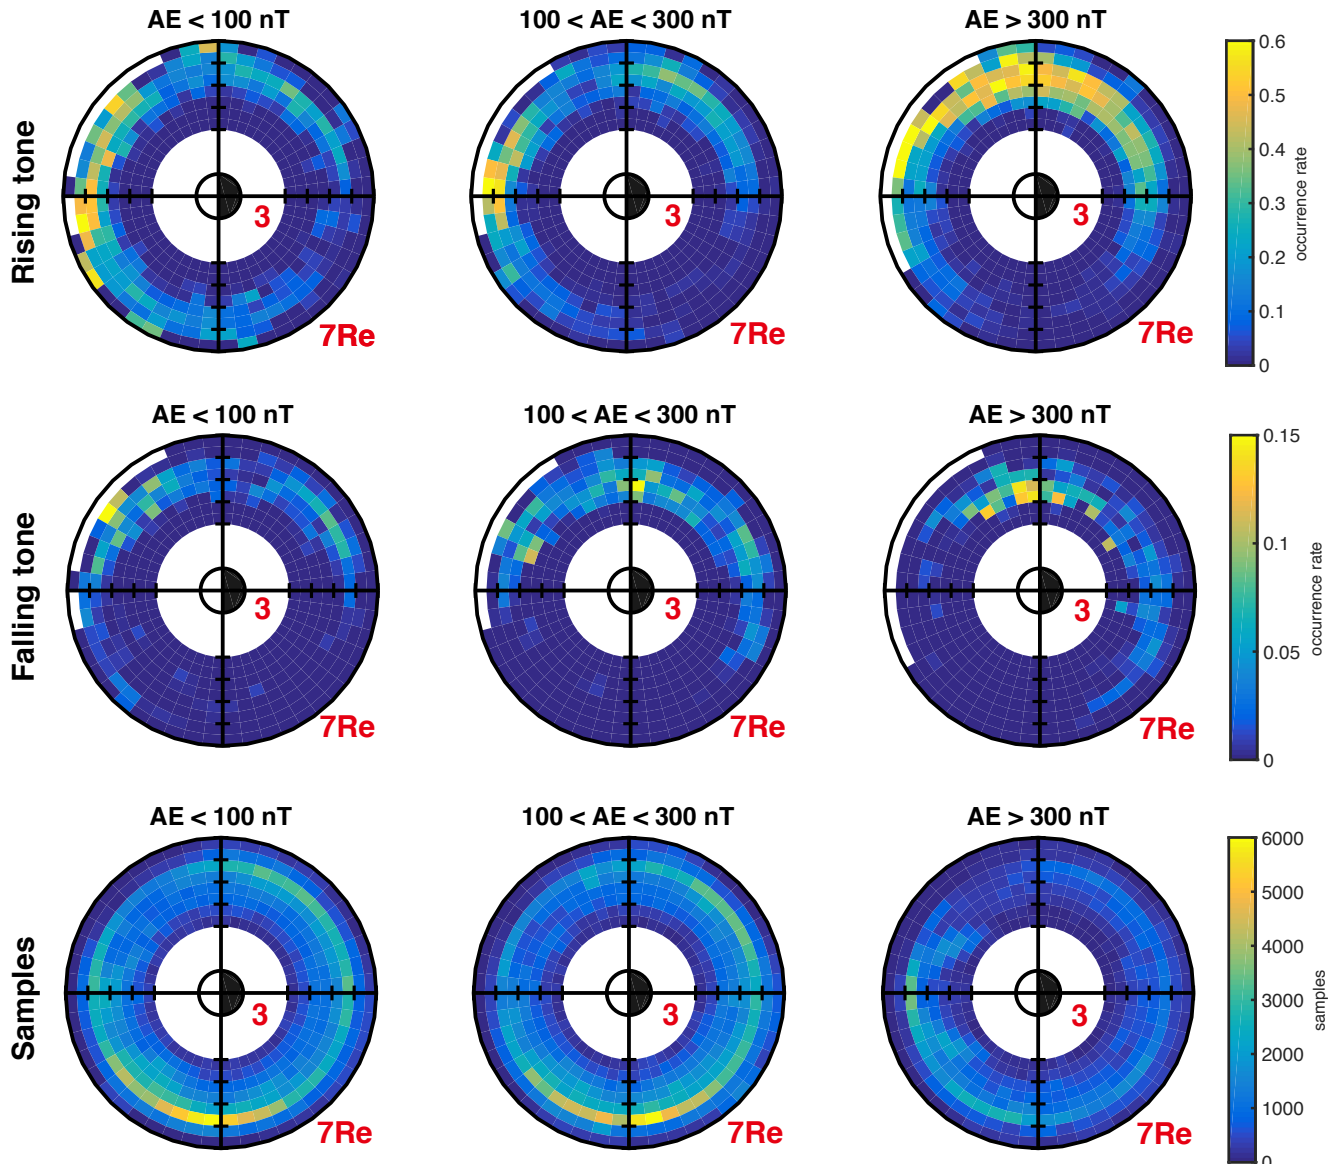 AE < 100 nT
100 < AE < 300 nT
AE > 300 nT
Rising tone
3
7Re
3
7Re
3
7Re
0.6
0.5
0.4
0.3
0.2
0.1
0
occurrence rate
AE < 100 nT
100 < AE < 300 nT
AE > 300 nT
Falling tone
3
7Re
3
7Re
3
7Re
0.15
0.1
0.05
0
occurrence rate
AE < 100 nT
100 < AE < 300 nT
AE > 300 nT
Samples
3
7Re
3
7Re
3
7Re
6000
5000
4000
3000
2000
1000
0
samples